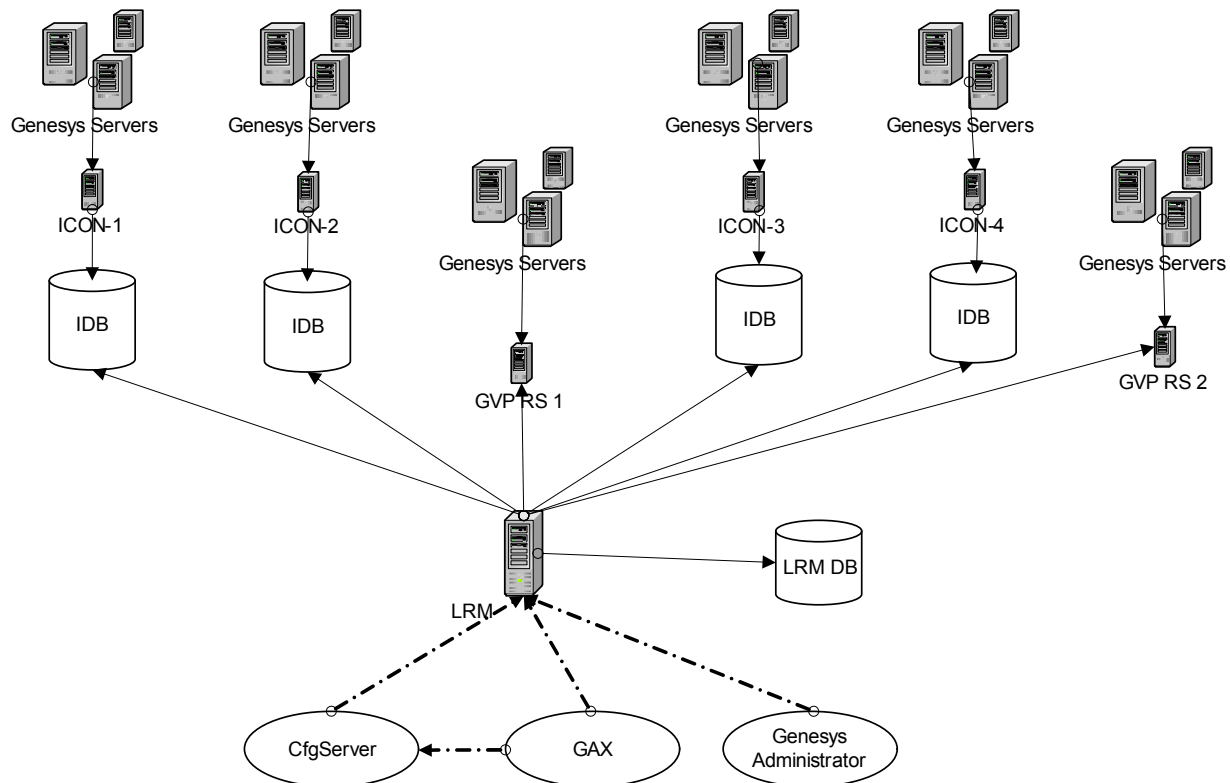 Genesys Servers
Genesys Servers
Genesys Servers
Genesys Servers
ICON-1
ICON-2
ICON-3
ICON-4
Genesys Servers
Genesys Servers
IDB
IDB
IDB
IDB
GVP RS 1
GVP RS 2
LRM DB
LRM
CfgServer
GAX
Genesys
Administrator